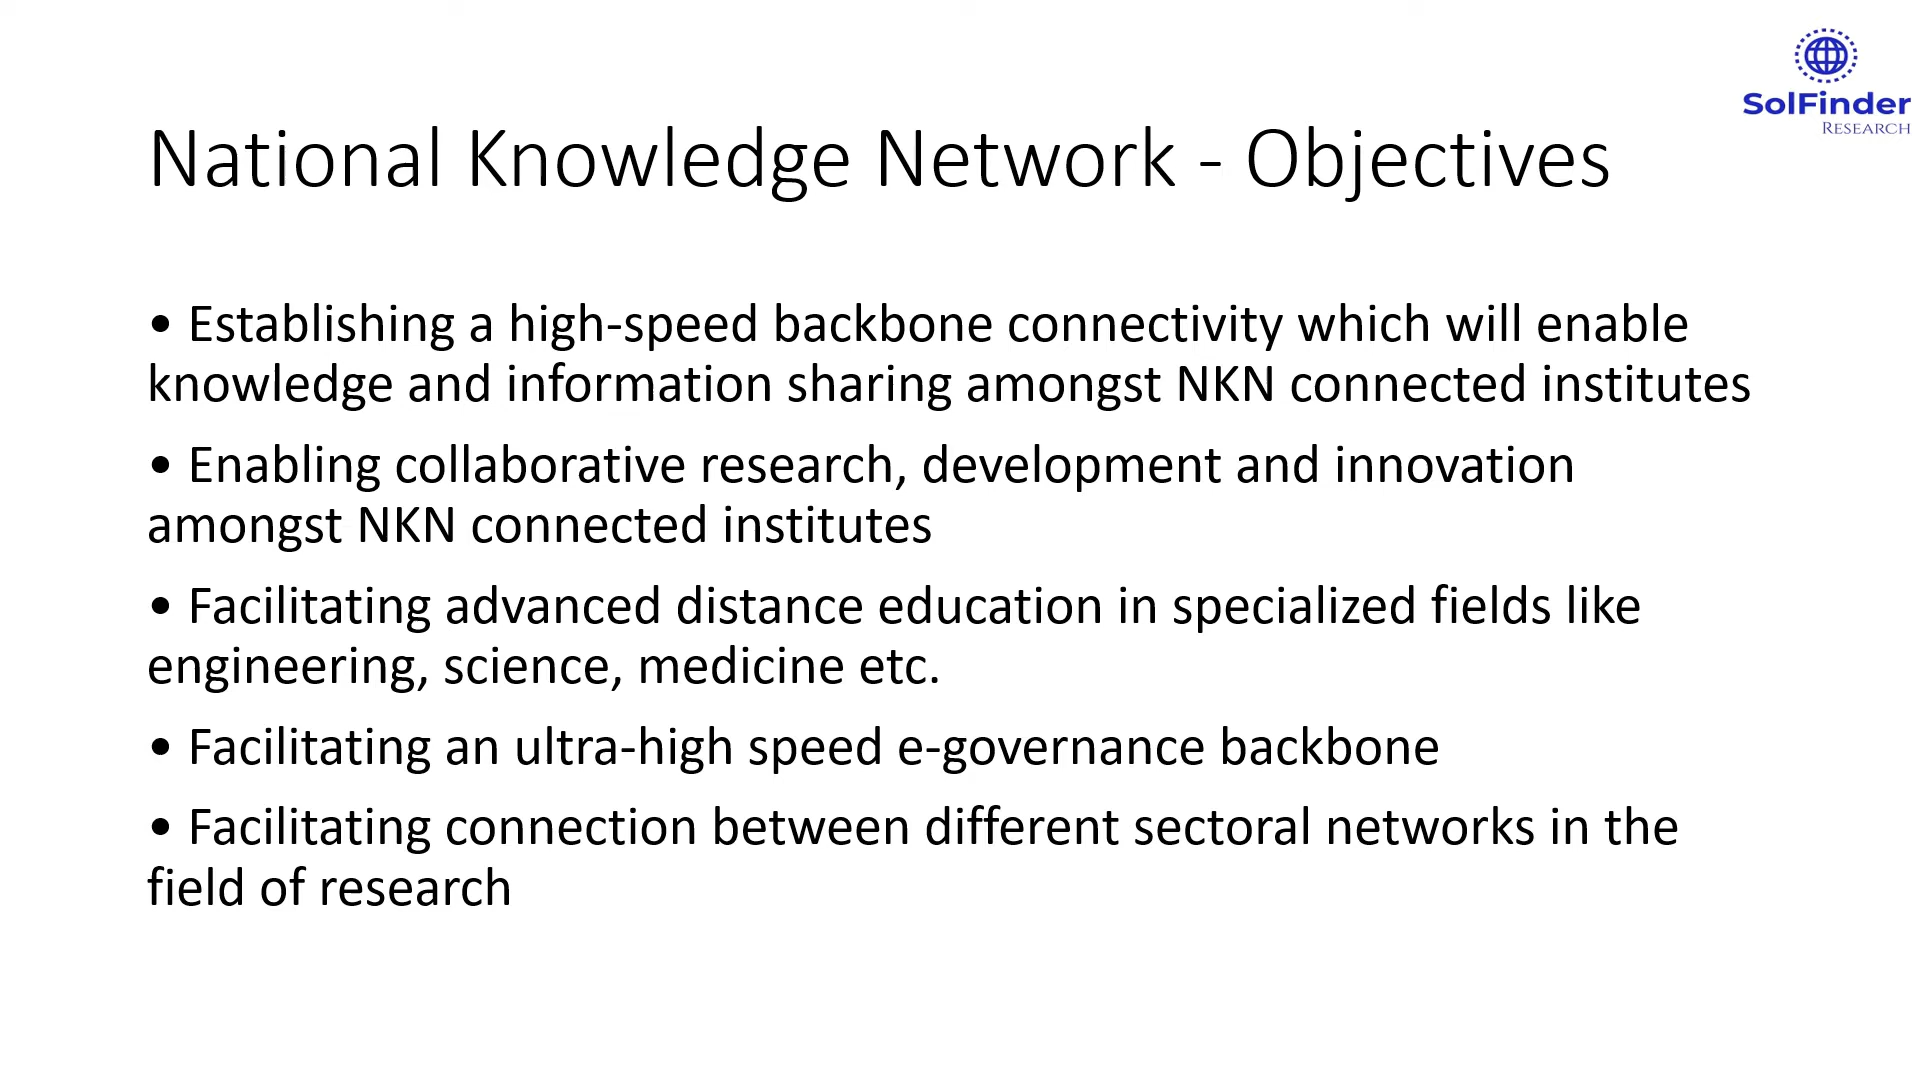 SolFinder
RESEARCH
National Knowledge Network - Objectives
• Establishing a high-speed backbone connectivity which will enable
knowledge and information sharing amongst NKN connected institutes
• Enabling collaborative research, development and innovation
amongst NKN connected institutes
• Facilitating advanced distance education in specialized fields like
engineering, science, medicine etc.
• Facilitating an ultra-high speed e-governance backbone
• Facilitating connection between different sectoral networks in the
field of research